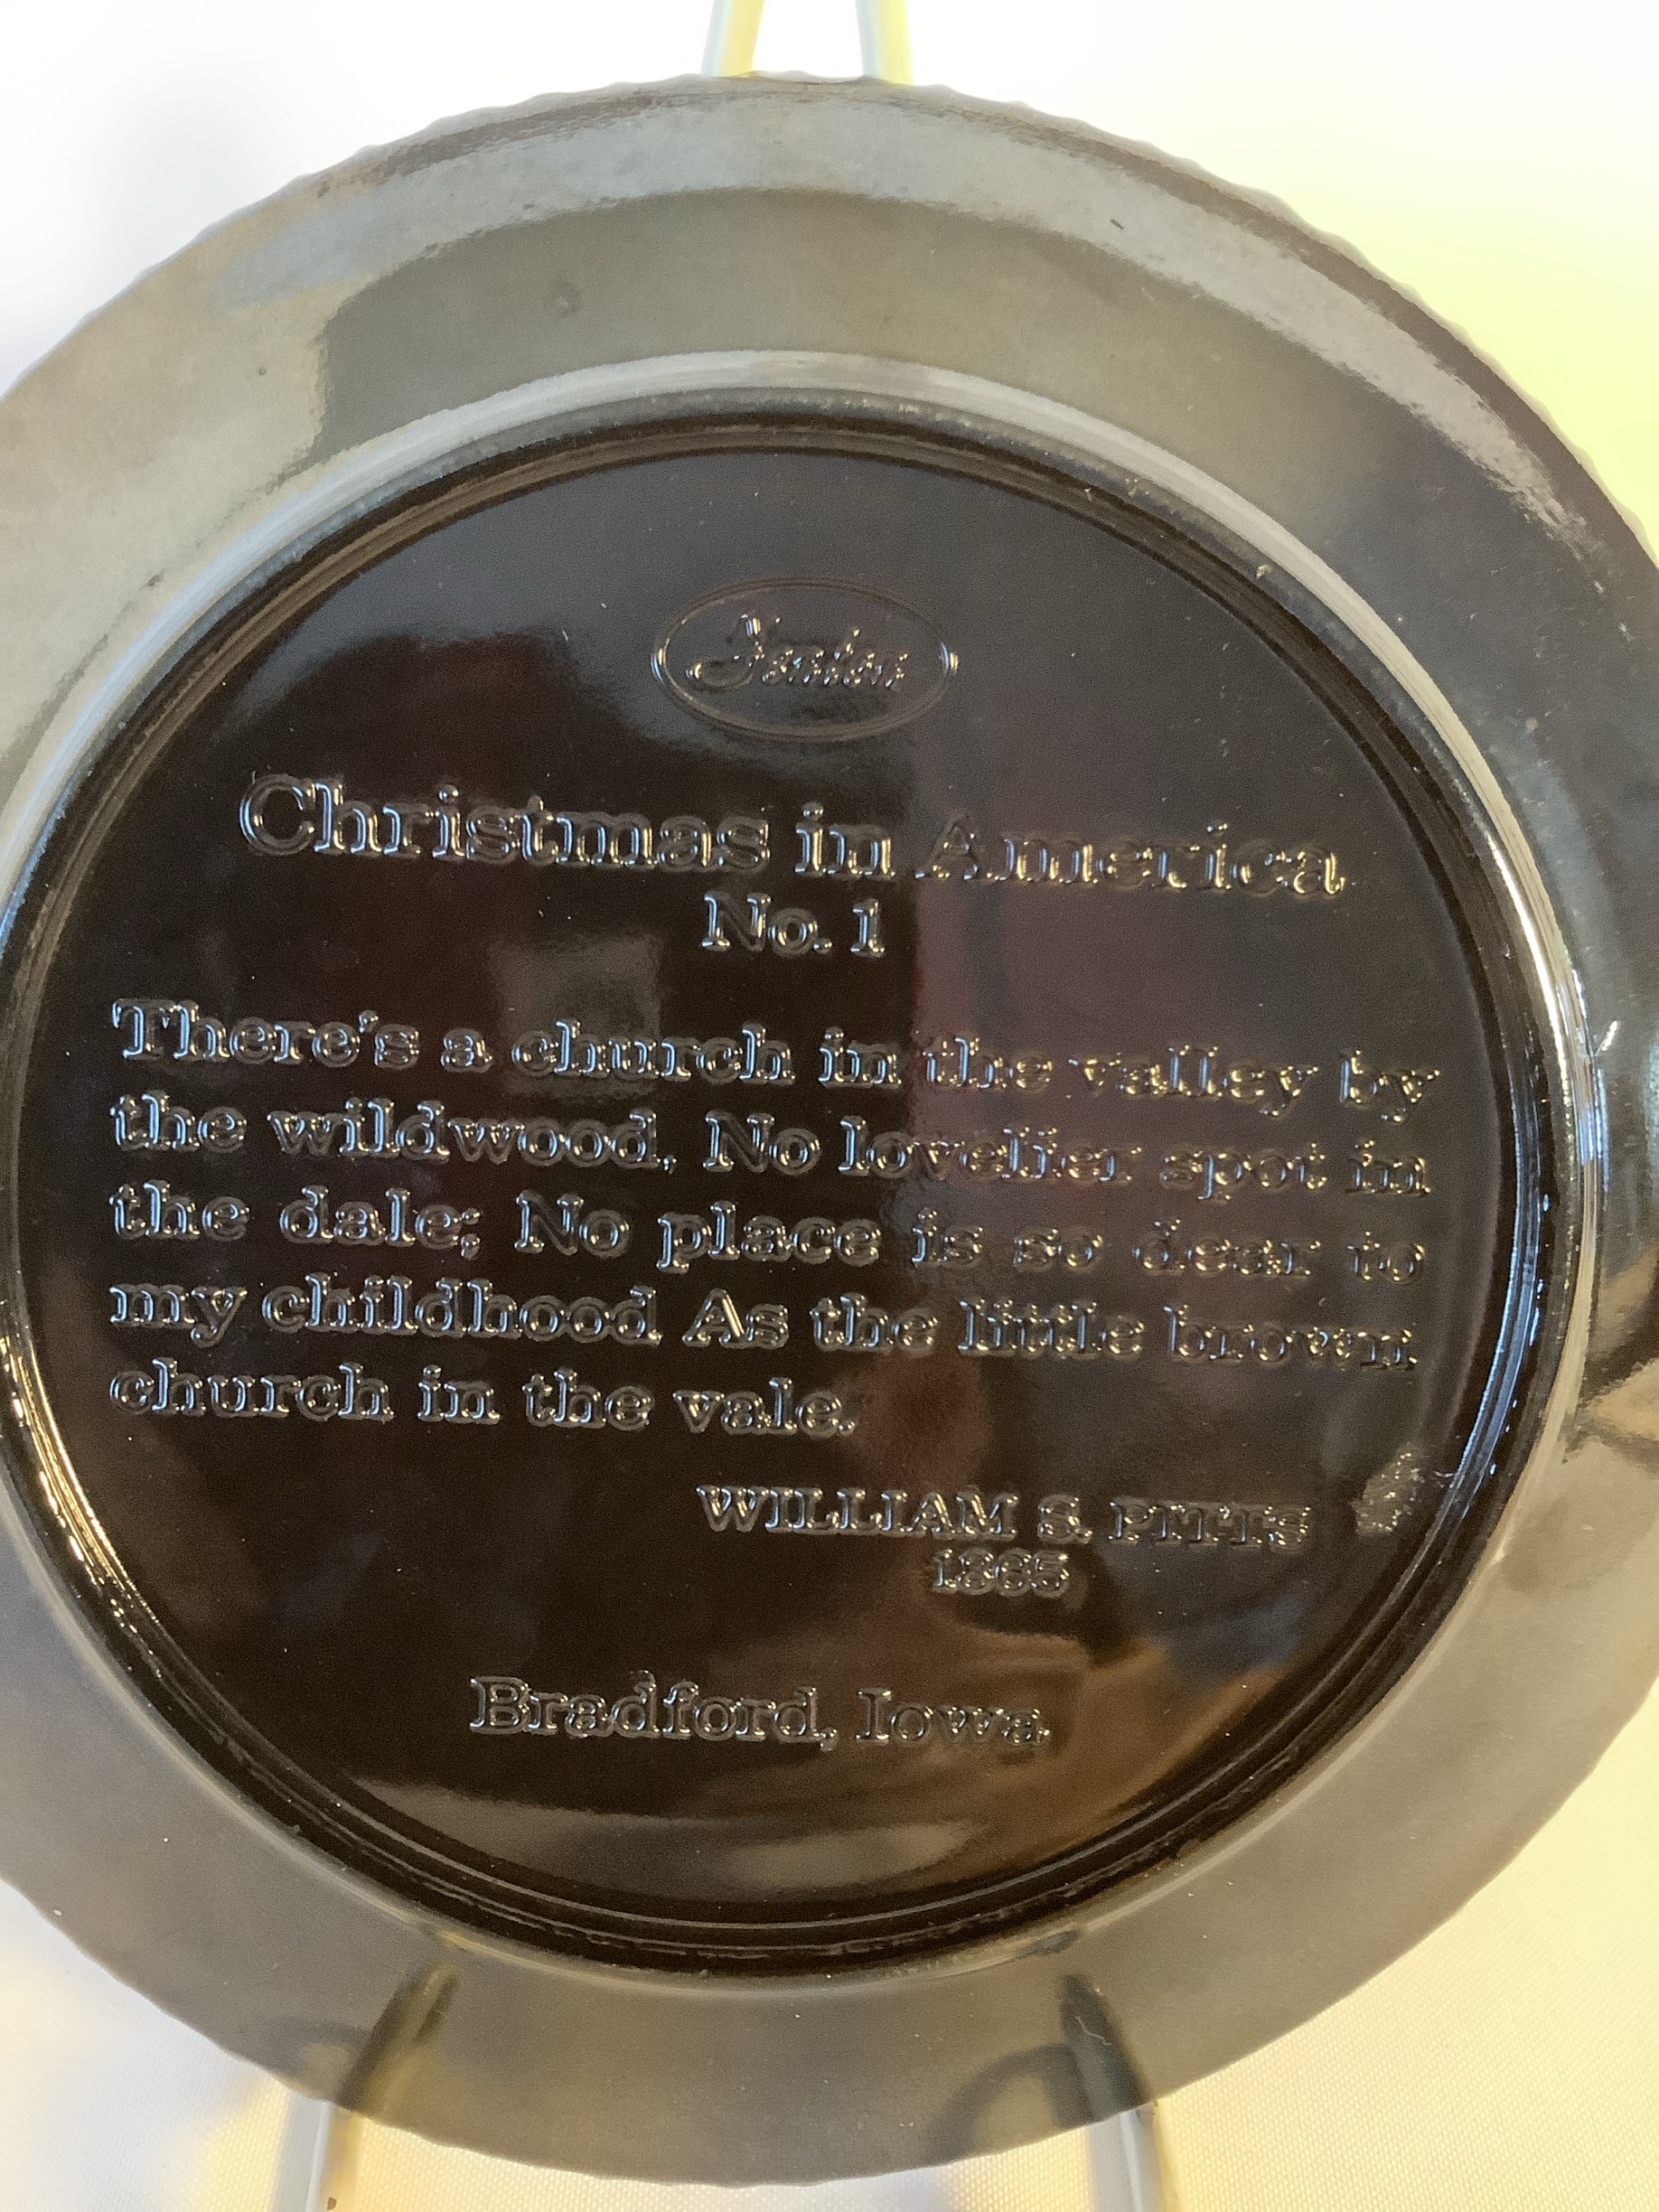 Fenton
Christmas in America
No. 1
There's a church in the valley by
the wildwood, No lovelier spot in
the dale; No place is so dear to
my childhood As the little brown
church in the vale.
WILLIAM S. PITTS
1865
Bradford, Iowa